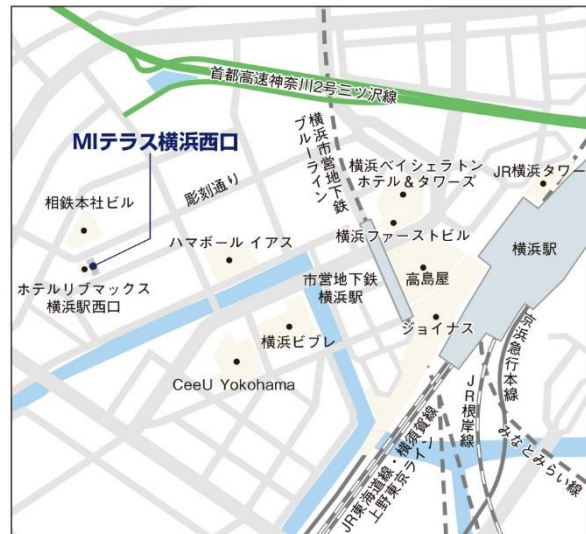 首都高速神奈川2号三ツ沢線
横浜市営地下鉄
ブルーライン
MIテラス横浜西口
横浜ベイシェラトン
ホテル&タワーズ
JR横浜タワー
彫刻通り
相鉄本社ビル
ハマボール イアス
横浜ファーストビル
横浜駅
市営地下鉄
横浜駅
高島屋
ホテルリブマックス
横浜駅西口
ジョイナス
横浜ビブレ
CeeU Yokohama
京浜急行本線
JR根岸線
みなとみらい線
JR東海道線・横須賀線
上野東京ライン